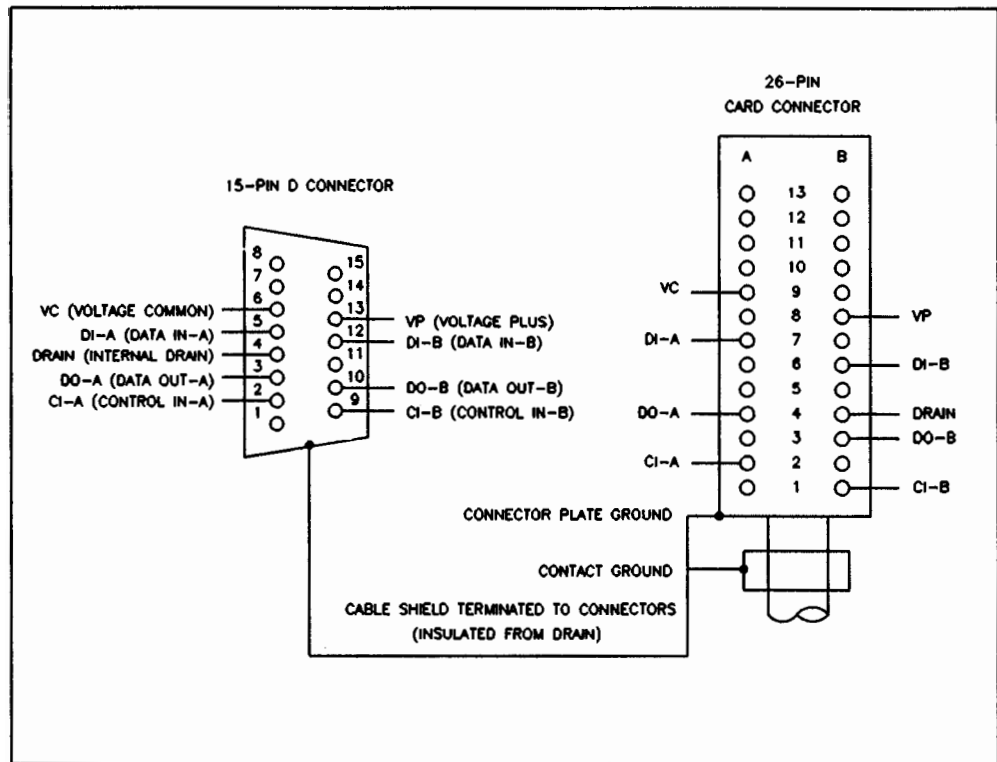 15-PIN D CONNECTOR
8
7
6
5
4
3
2
1
15
14
13
12
11
10
9
VC (VOLTAGE COMMON)
DI-A (DATA IN-A)
DRAIN (INTERNAL DRAIN)
DO-A (DATA OUT-A)
CI-A (CONTROL IN-A)
VP (VOLTAGE PLUS)
DI-B (DATA IN-B)
DO-B (DATA OUT-B)
CI-B (CONTROL IN-B)
26-PIN
CARD CONNECTOR
A B
13
12
11
10
VC 9
8 VP
DI-A 7
6 DI-B
5
DO-A 4 DRAIN
3 DO-B
CI-A 2
1 CI-B
CONNECTOR PLATE GROUND
CONTACT GROUND
CABLE SHIELD TERMINATED TO CONNECTORS
(INSULATED FROM DRAIN)